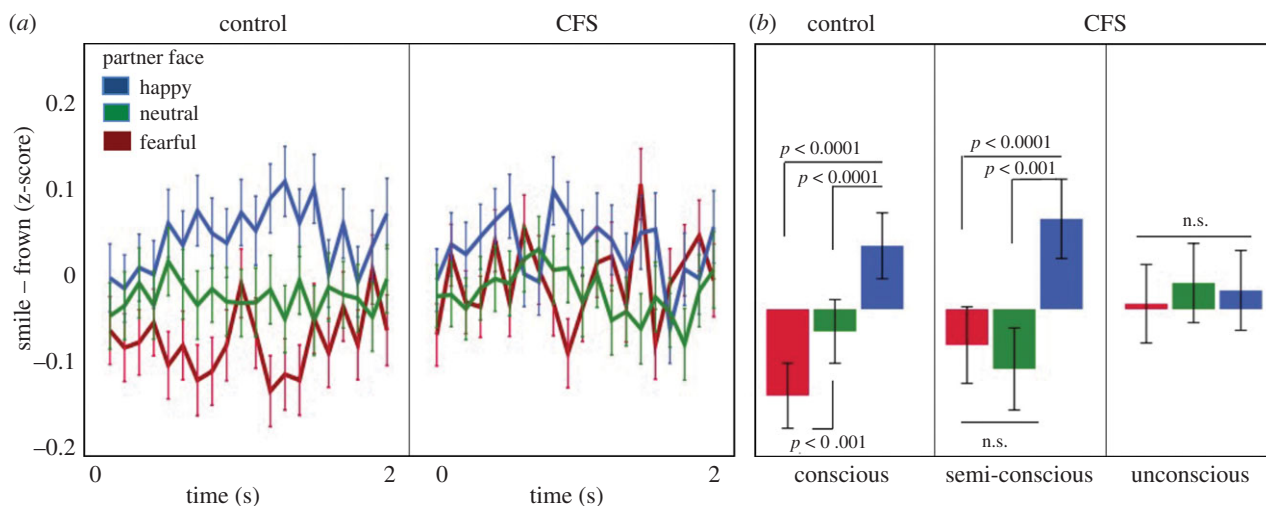 (a) control CFS
partner face
happy
neutral
fearful
smile – frown (z-score)
0.2
0.1
0
–0.1
–0.2
0 2 0 2
time (s) time (s)
(b) control CFS
p < 0.0001
p < 0.0001
p < 0 .001
p < 0.0001
p < 0.001
n.s.
n.s.
conscious semi-conscious unconscious